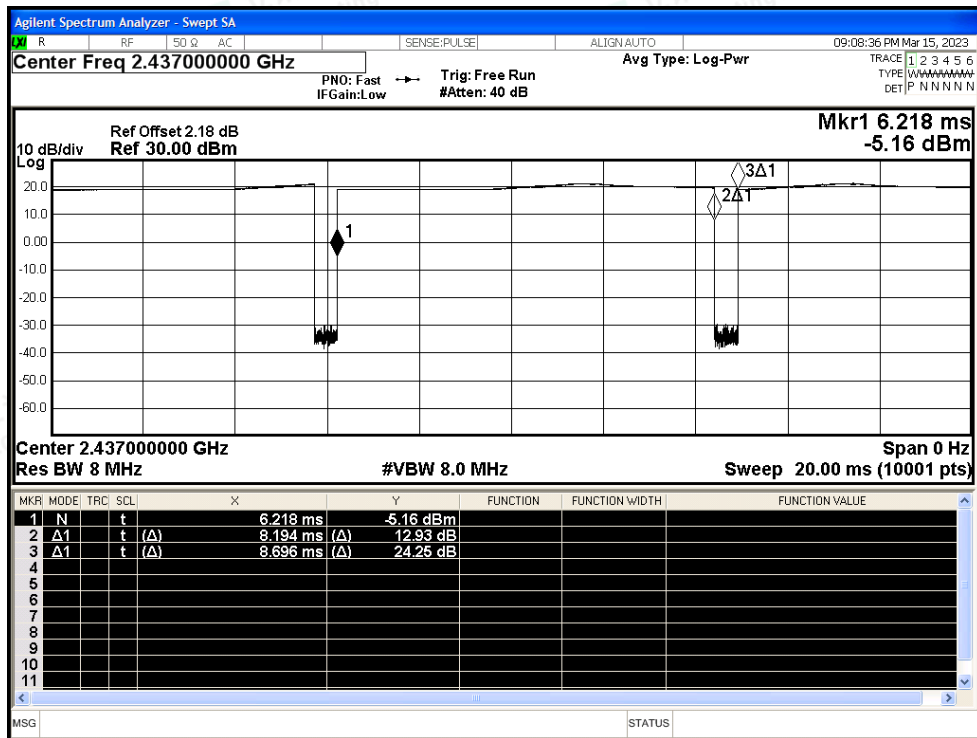 Agilent Spectrum Analyzer - Swept SA
LXI R RF 50 Ω AC SENSE:PULSE ALIGN AUTO 09:08:36 PM Mar 15, 2023
Center Freq 2.437000000 GHz
PNO: Fast
IFGain:Low
Trig: Free Run
#Atten: 40 dB
Avg Type: Log-Pwr
TRACE 1 2 3 4 5 6
TYPE WWWWWW
DET P N N N N N
Mkr1 6.218 ms
-5.16 dBm
10 dB/div
Log
Ref Offset 2.18 dB
Ref 30.00 dBm
20.0
10.0
0.00
-10.0
-20.0
-30.0
-40.0
-50.0
-60.0
1
2Δ1
3Δ1
Center 2.437000000 GHz Span 0 Hz
Res BW 8 MHz #VBW 8.0 MHz Sweep 20.00 ms (10001 pts)
MKR MODE TRC SCL X Y FUNCTION FUNCTION WIDTH FUNCTION VALUE
1 N t 6.218 ms -5.16 dBm
2 Δ1 t (Δ) 8.194 ms (Δ) 12.93 dB
3 Δ1 t (Δ) 8.696 ms (Δ) 24.25 dB
4
5
6
7
8
9
10
11
MSG STATUS